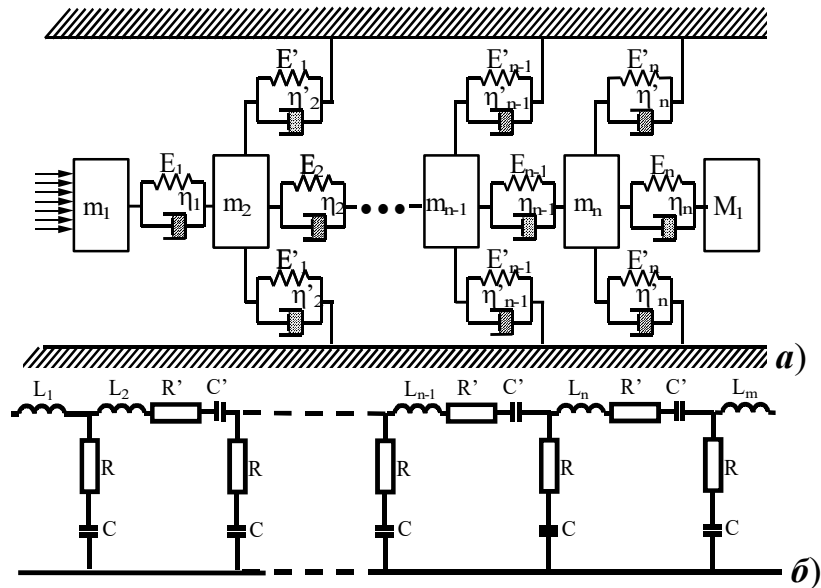 E'₁ E'ₙ₋₁ E'ₙ
η'₂ η'ₙ₋₁ η'ₙ
E₁ E₂ Eₙ₋₁ Eₙ
m₁ η₁ m₂ η₂ mₙ₋₁ ηₙ₋₁ mₙ ηₙ M₁
E'₁ E'ₙ₋₁ E'ₙ
η'₂ η'ₙ₋₁ η'ₙ
а)
L₁ L₂ R’ C’ Lₙ₋₁ R’ C’ Lₙ R’ C’ Lₘ
R R R R R
C C C C C
б)